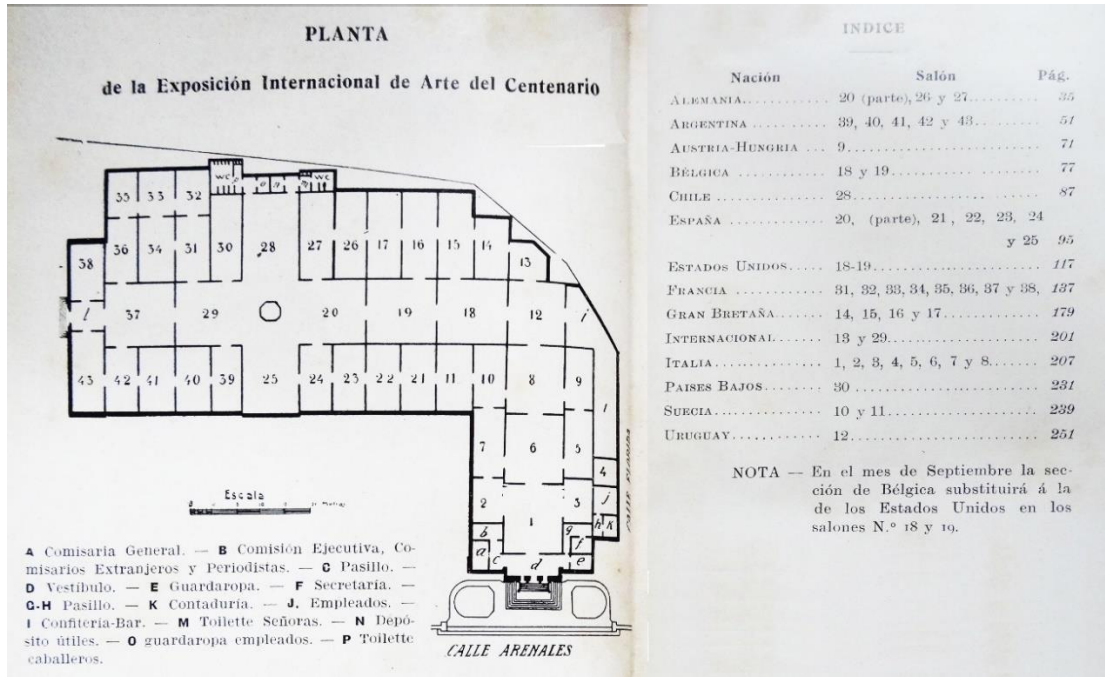 PLANTA
de la Exposición Internacional de Arte del Centenario
35 33 32 WC P O N M WC
38 36 34 31 30 28 27 26 17 16 15 14 13
l 37 29 20 19 18 12 i
43 42 41 40 39 25 24 23 22 21 11 10 8 9 1
7 6 5
4
2 1 3 j
b g h K
a c d f e
Escala
CALLE ARENALES
A Comisaria General. — B Comisión Ejecutiva, Co-
misarios Extranjeros y Periodistas. — C Pasillo. —
D Vestíbulo. — E Guardaropa. — F Secretaría. —
G-H Pasillo. — K Contaduría. — J. Empleados. —
I Confitería-Bar. — M Toilette Señoras. — N Depó-
sito útiles. — O guardaropa empleados. — P Toilette
caballeros.
INDICE
Nación Salón Pág.
ALEMANIA............ 20 (parte), 26 y 27.......... 35
ARGENTINA .......... 39, 40, 41, 42 y 43......... 51
AUSTRIA-HUNGRIA ... 9........................... 71
BÉLGICA ............ 18 y 19..................... 77
CHILE .............. 28.......................... 87
ESPAÑA ............. 20, (parte), 21, 22, 23, 24
y 25 95
ESTADOS UNIDOS..... 18-19....................... 117
FRANCIA ............ 31, 32, 33, 34, 35, 36, 37 y 38, 137
GRAN BRETAÑA....... 14, 15, 16 y 17............. 179
INTERNACIONAL...... 13 y 29..................... 201
ITALIA.............. 1, 2, 3, 4, 5, 6, 7 y 8...... 207
PAISES BAJOS........ 30.......................... 231
SUECIA.............. 10 y 11..................... 239
URUGUAY............ 12.......................... 251
NOTA — En el mes de Septiembre la sec-
ción de Bélgica substituirá á la
de los Estados Unidos en los
salones N.º 18 y 19.